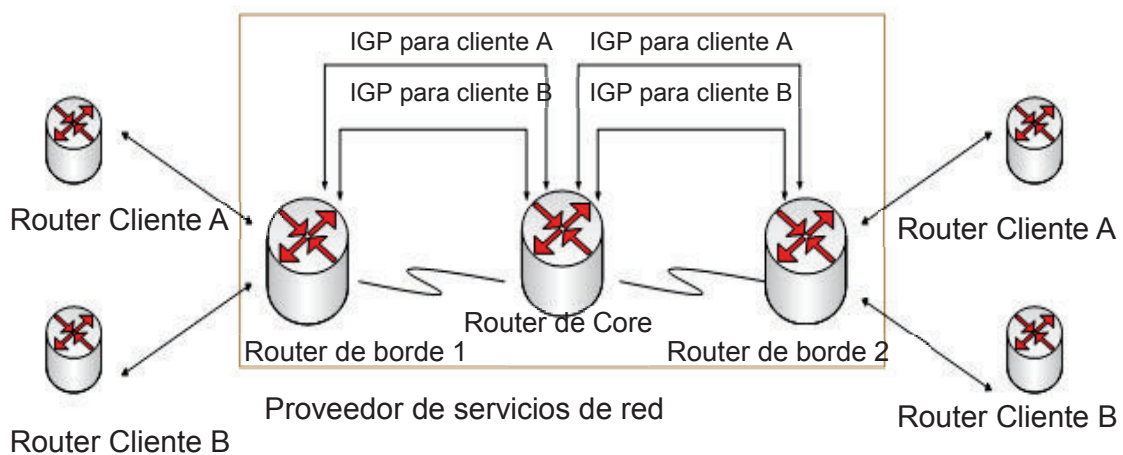 IGP para cliente A
IGP para cliente A
IGP para cliente B
IGP para cliente B
Router Cliente A
Router Cliente A
Router de Core
Router de borde 1
Router de borde 2
Proveedor de servicios de red
Router Cliente B
Router Cliente B